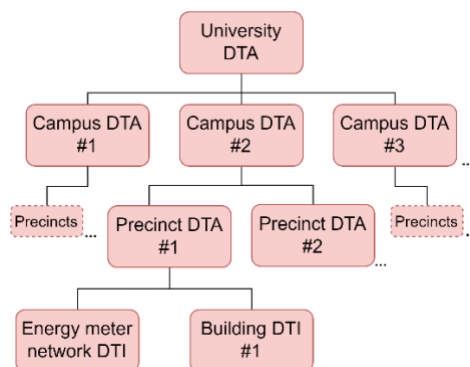 University
DTA
Campus DTA
#1
Campus DTA
#2
Campus DTA
#3
...
Precincts
...
Precinct DTA
#1
Precinct DTA
#2
...
Precincts
.
Energy meter
network DTI
Building DTI
#1